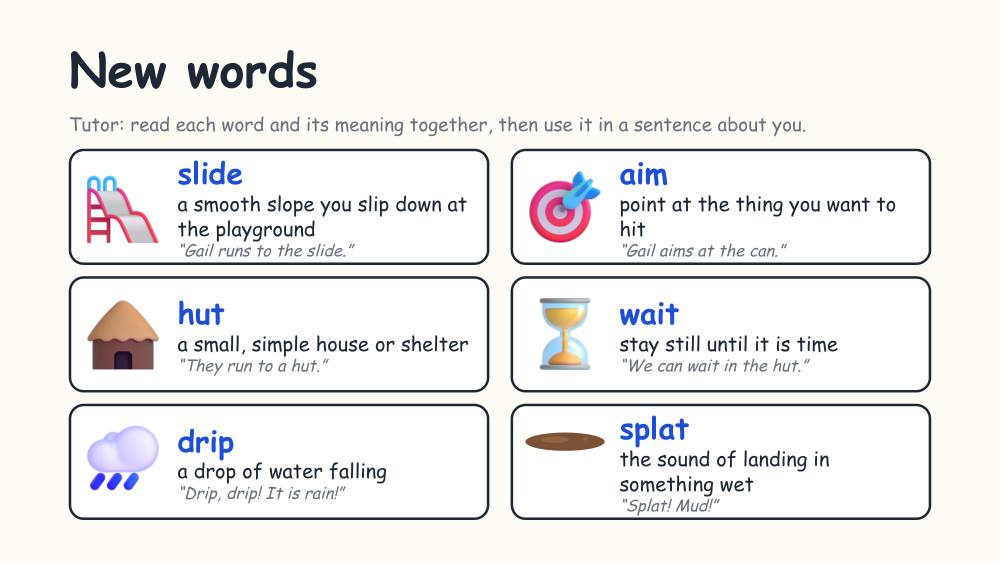 New words
Tutor: read each word and its meaning together, then use it in a sentence about you.
slide
a smooth slope you slip down at
the playground
"Gail runs to the slide."
aim
point at the thing you want to
hit
"Gail aims at the can."
hut
a small, simple house or shelter
"They run to a hut."
wait
stay still until it is time
"We can wait in the hut."
drip
a drop of water falling
"Drip, drip! It is rain!"
splat
the sound of landing in
something wet
"Splat! Mud!"